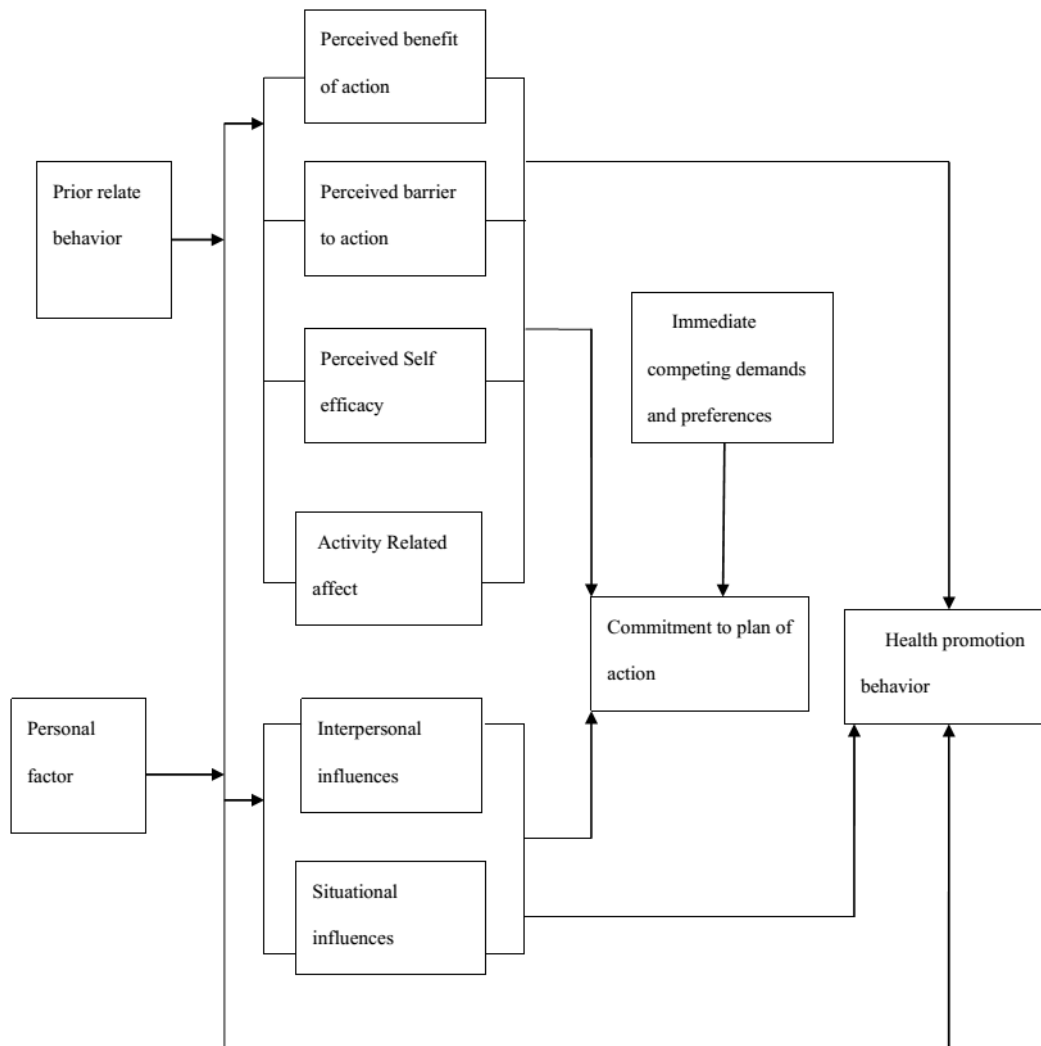 Perceived benefit
of action
Prior relate
behavior
Perceived barrier
to action
Immediate
competing demands
and preferences
Perceived Self
efficacy
Activity Related
affect
Commitment to plan of
action
Health promotion
behavior
Personal
factor
Interpersonal
influences
Situational
influences